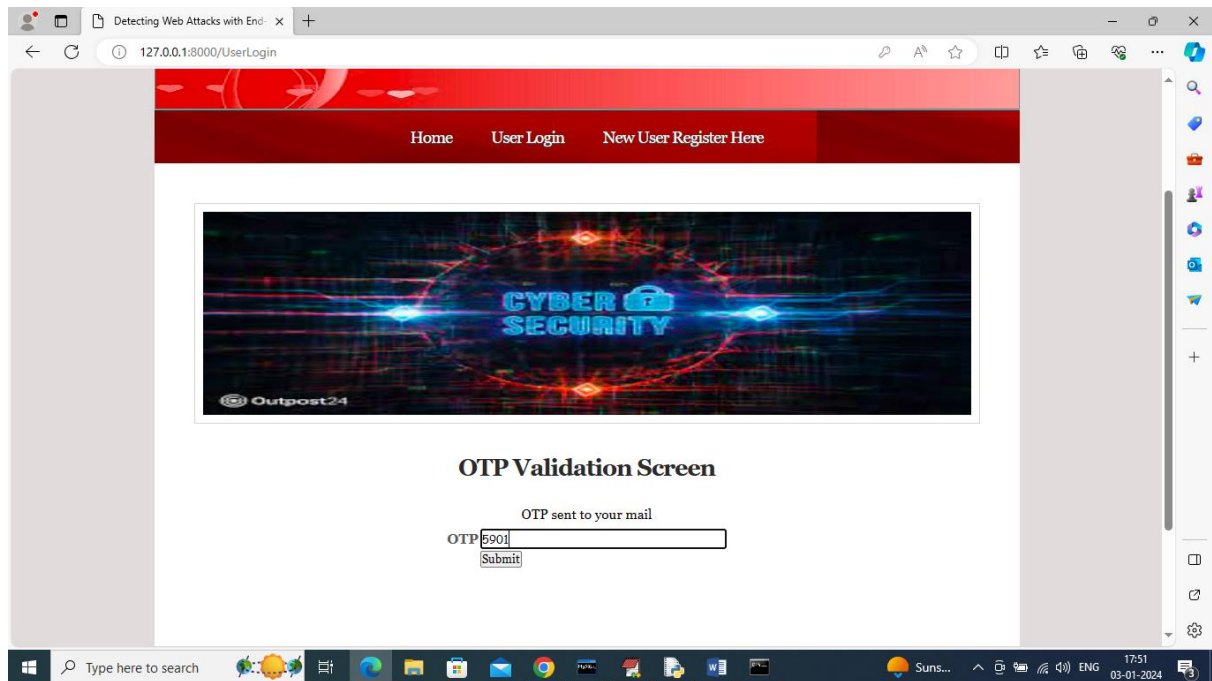 Detecting Web Attacks with End-
127.0.0.1:8000/UserLogin
Home User Login New User Register Here
CYBER
SECURITY
Outpost24
OTP Validation Screen
OTP sent to your mail
OTP 5901
Submit
Type here to search
Suns... ENG 17:51
03-01-2024
3